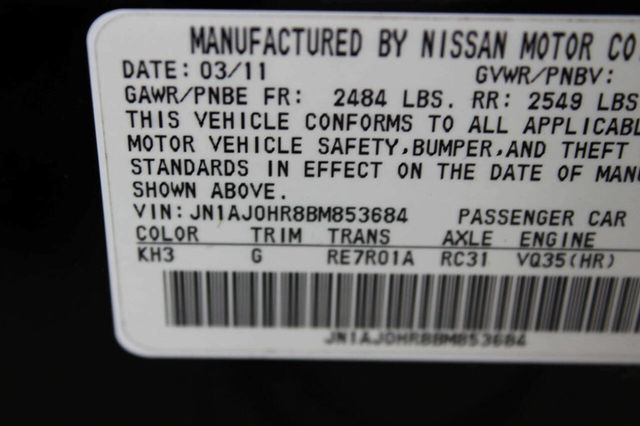 MANUFACTURED BY NISSAN MOTOR CO.
DATE: 03/11 GVWR/PNBV:
GAWR/PNBE FR: 2484 LBS. RR: 2549 LBS
THIS VEHICLE CONFORMS TO ALL APPLICABL
MOTOR VEHICLE SAFETY,BUMPER,AND THEFT
STANDARDS IN EFFECT ON THE DATE OF MANU
SHOWN ABOVE.
VIN:JN1AJ0HR8BM853684 PASSENGER CAR
COLOR TRIM TRANS AXLE ENGINE
KH3 G RE7R01A RC31 VQ35(HR)
JN1AJ0HR8BM853684